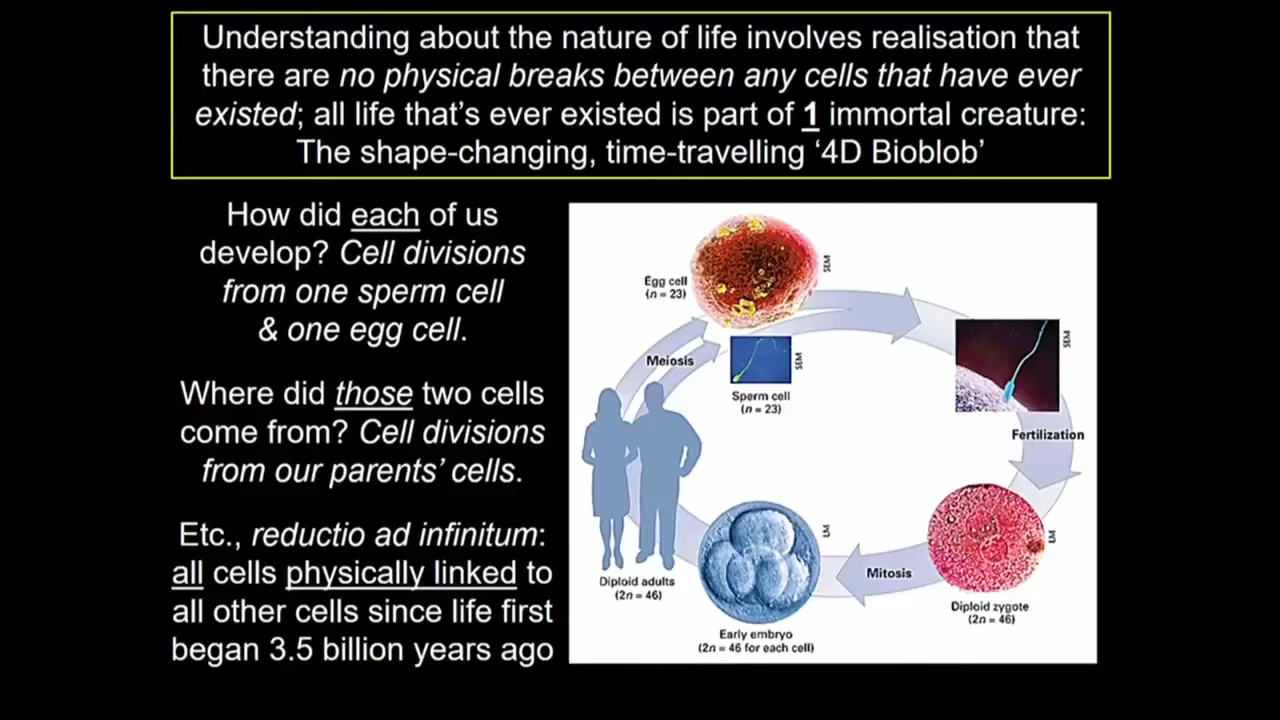 Understanding about the nature of life involves realisation that
there are no physical breaks between any cells that have ever
existed; all life that's ever existed is part of 1 immortal creature:
The shape-changing, time-travelling ‘4D Bioblob’
How did each of us
develop? Cell divisions
from one sperm cell
& one egg cell.
Where did those two cells
come from? Cell divisions
from our parents’ cells.
Etc., reductio ad infinitum:
all cells physically linked to
all other cells since life first
began 3.5 billion years ago
Egg cell
(n = 23)
SEM
Meiosis
SEM
Sperm cell
(n = 23)
SEM
Fertilization
LM
Diploid zygote
(2n = 46)
Mitosis
LM
Early embryo
(2n = 46 for each cell)
Diploid adults
(2n = 46)